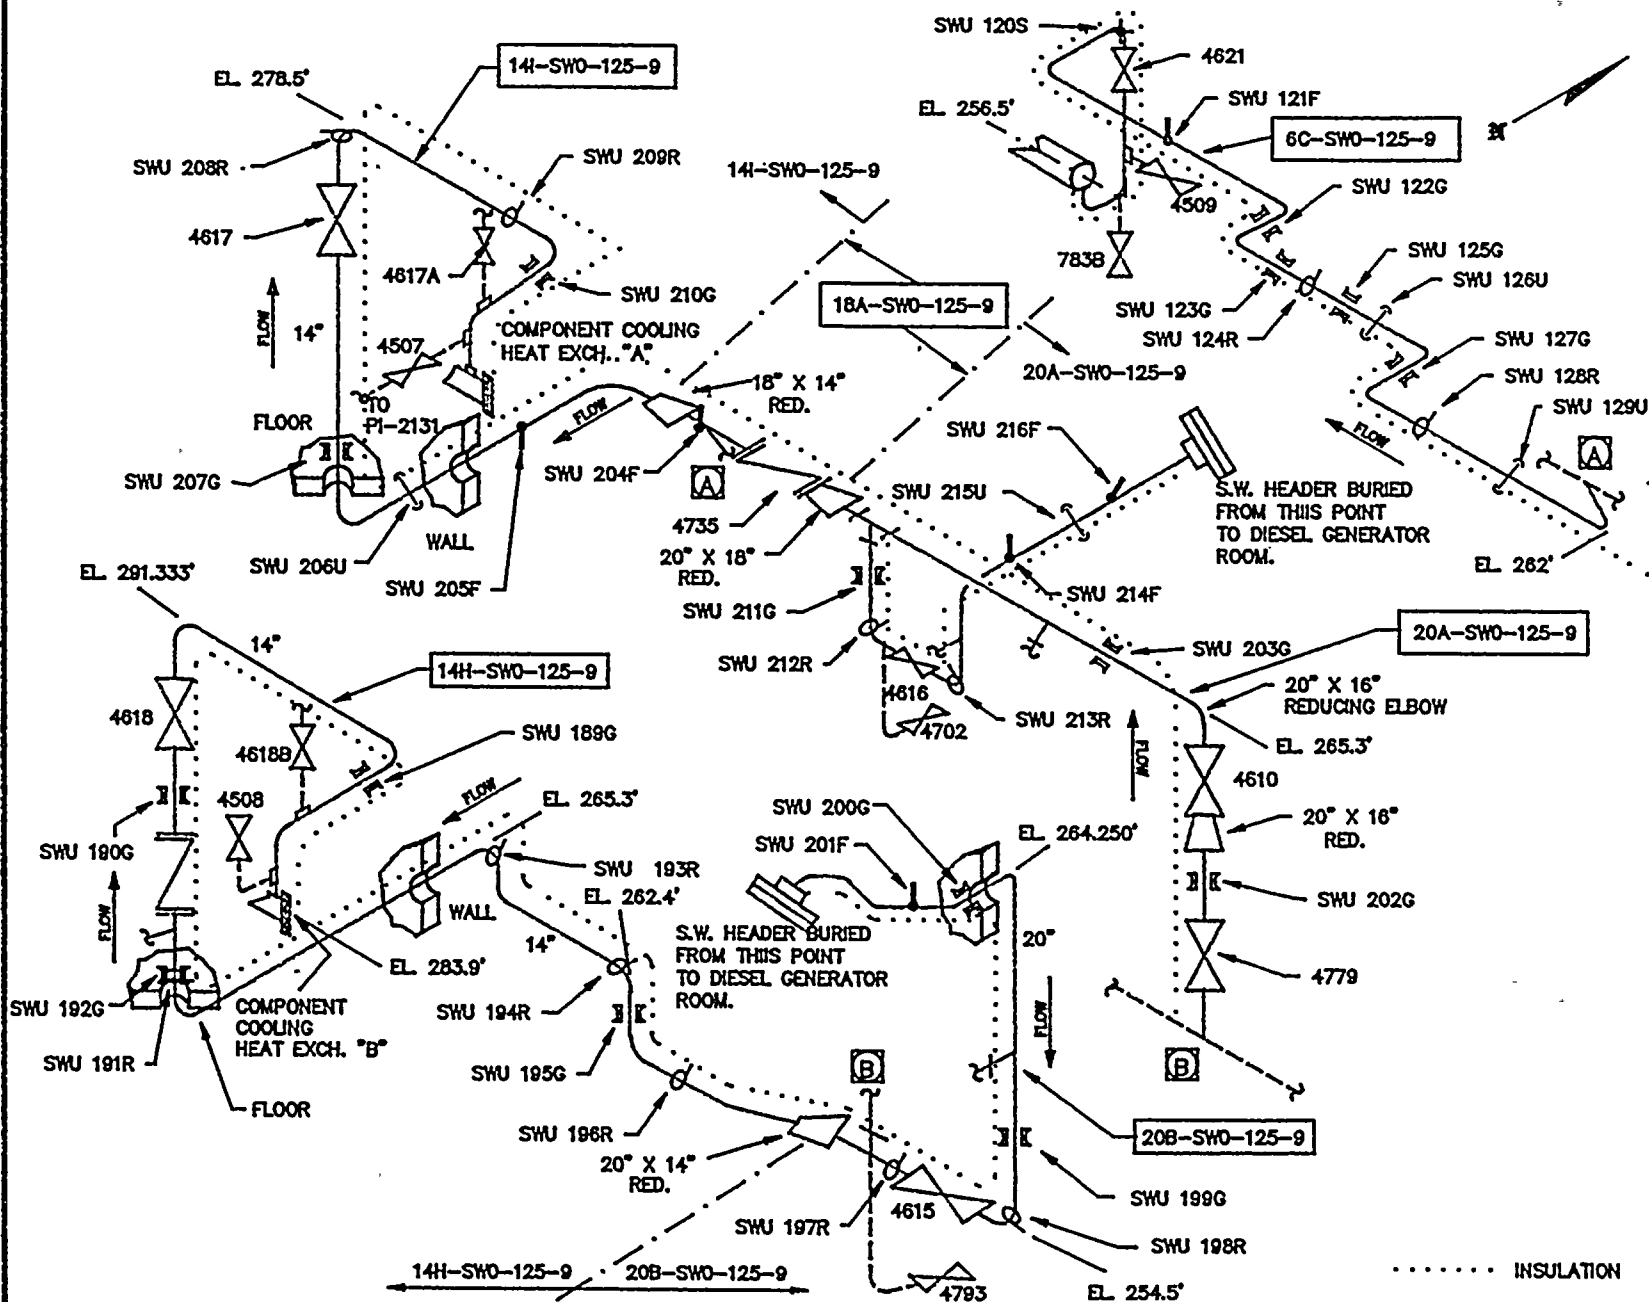 SWU 120S
4621
14H-SWO-125-9
EL. 278.5'
EL. 256.5'
SWU 121F
6C-SWO-125-9
N
SWU 208R
SWU 209R
14H-SWO-125-9
SWU 122G
4509
4617
4617A
783B
SWU 125G
SWU 126U
SWU 210G
18A-SWO-125-9
SWU 123G
SWU 124R
FLOW
14"
COMPONENT COOLING
HEAT EXCH.."A"
SWU 127G
4507
20A-SWO-125-9
SWU 128R
18" X 14"
RED.
SWU 129U
TO
PI-2131
FLOW
FLOOR
SWU 216F
FLOW
A
SWU 207G
SWU 204F
A
SWU 215U
S.W. HEADER BURIED
FROM THIIS POINT
TO DIESEL GENERATOR
ROOM.
4735
WALL
20" X 18"
RED.
SWU 206U
EL. 262'
EL. 291.333'
SWU 205F
SWU 214F
SWU 211G
20A-SWO-125-9
14"
SWU 203G
14H-SWO-125-9
SWU 212R
20" X 16"
REDUCING ELBOW
4616
4618
SWU 213R
4702
SWU 189G
EL. 265.3'
4618B
FLOW
4610
FLOW
4508
EL. 265.3'
SWU 200G
20" X 16"
RED.
EL. 264.250'
SWU 201F
SWU 190G
SWU 193R
EL. 262.4'
SWU 202G
WALL
FLOW
14"
S.W. HEADER BURIED
FROM THIIS POINT
TO DIESEL GENERATOR
ROOM.
20"
EL. 283.9'
4779
SWU 192G
COMPONENT
COOLING
HEAT EXCH. "B"
SWU 194R
FLOW
SWU 191R
SWU 195G
B
B
FLOOR
SWU 196R
20B-SWO-125-9
20" X 14"
RED.
SWU 199G
4615
SWU 197R
SWU 198R
14H-SWO-125-9
20B-SWO-125-9
INSULATION
4793
EL. 254.5'